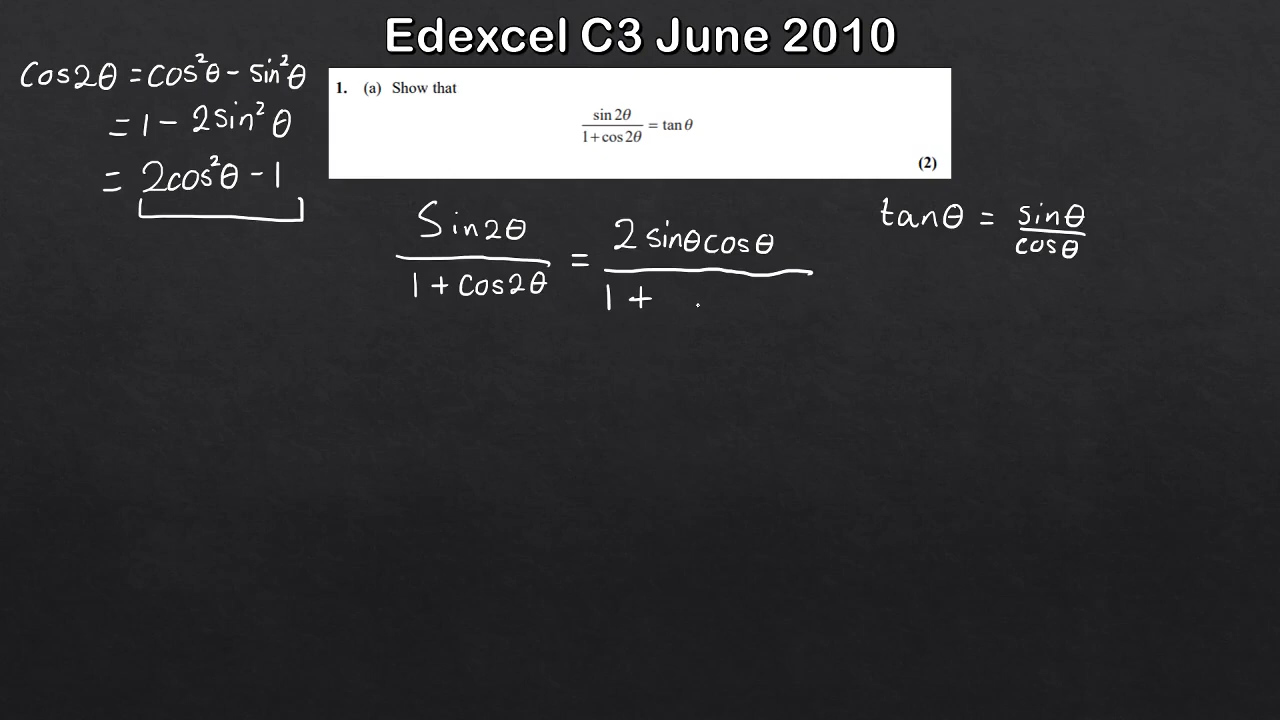 Edexcel C3 June 2010
cos2θ = cos²θ - sin²θ
= 1 - 2sin²θ
= 2cos²θ - 1
1. (a) Show that
sin 2θ
1+cos 2θ
= tan θ
(2)
Sin2θ
1 + cos2θ
=
2 sinθcosθ
1 +
tanθ = sinθ
cosθ